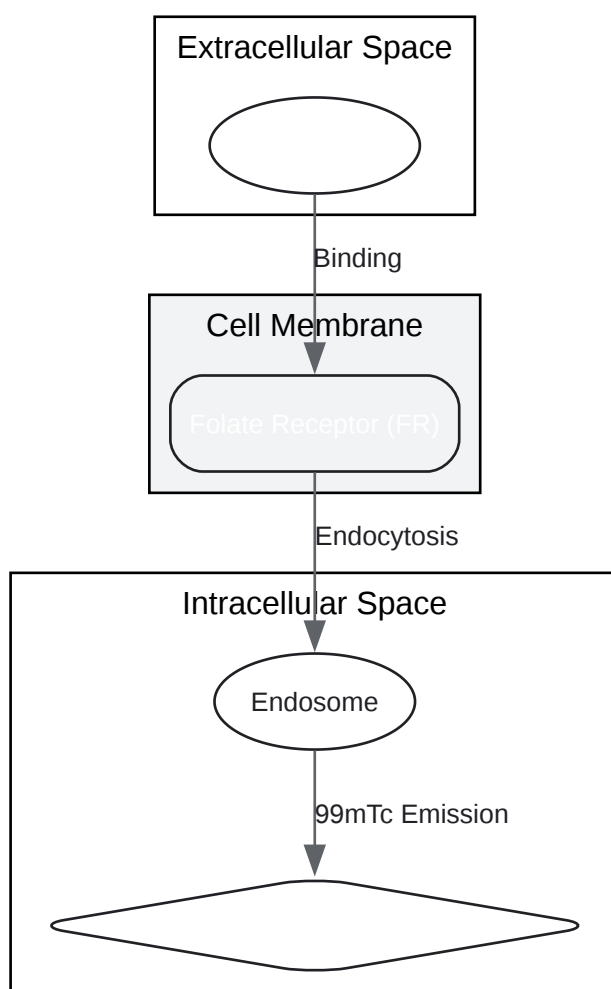 Extracellular Space
Binding
Cell Membrane
Folate Receptor (FR)
Endocytosis
Intracellular Space
Endosome
99mTc Emission